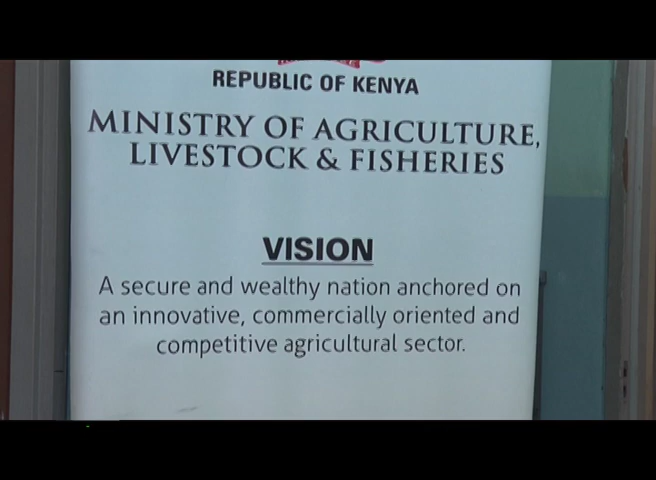 REPUBLIC OF KENYA
MINISTRY OF AGRICULTURE,
LIVESTOCK & FISHERIES
VISION
A secure and wealthy nation anchored on
an innovative, commercially oriented and
competitive agricultural sector.